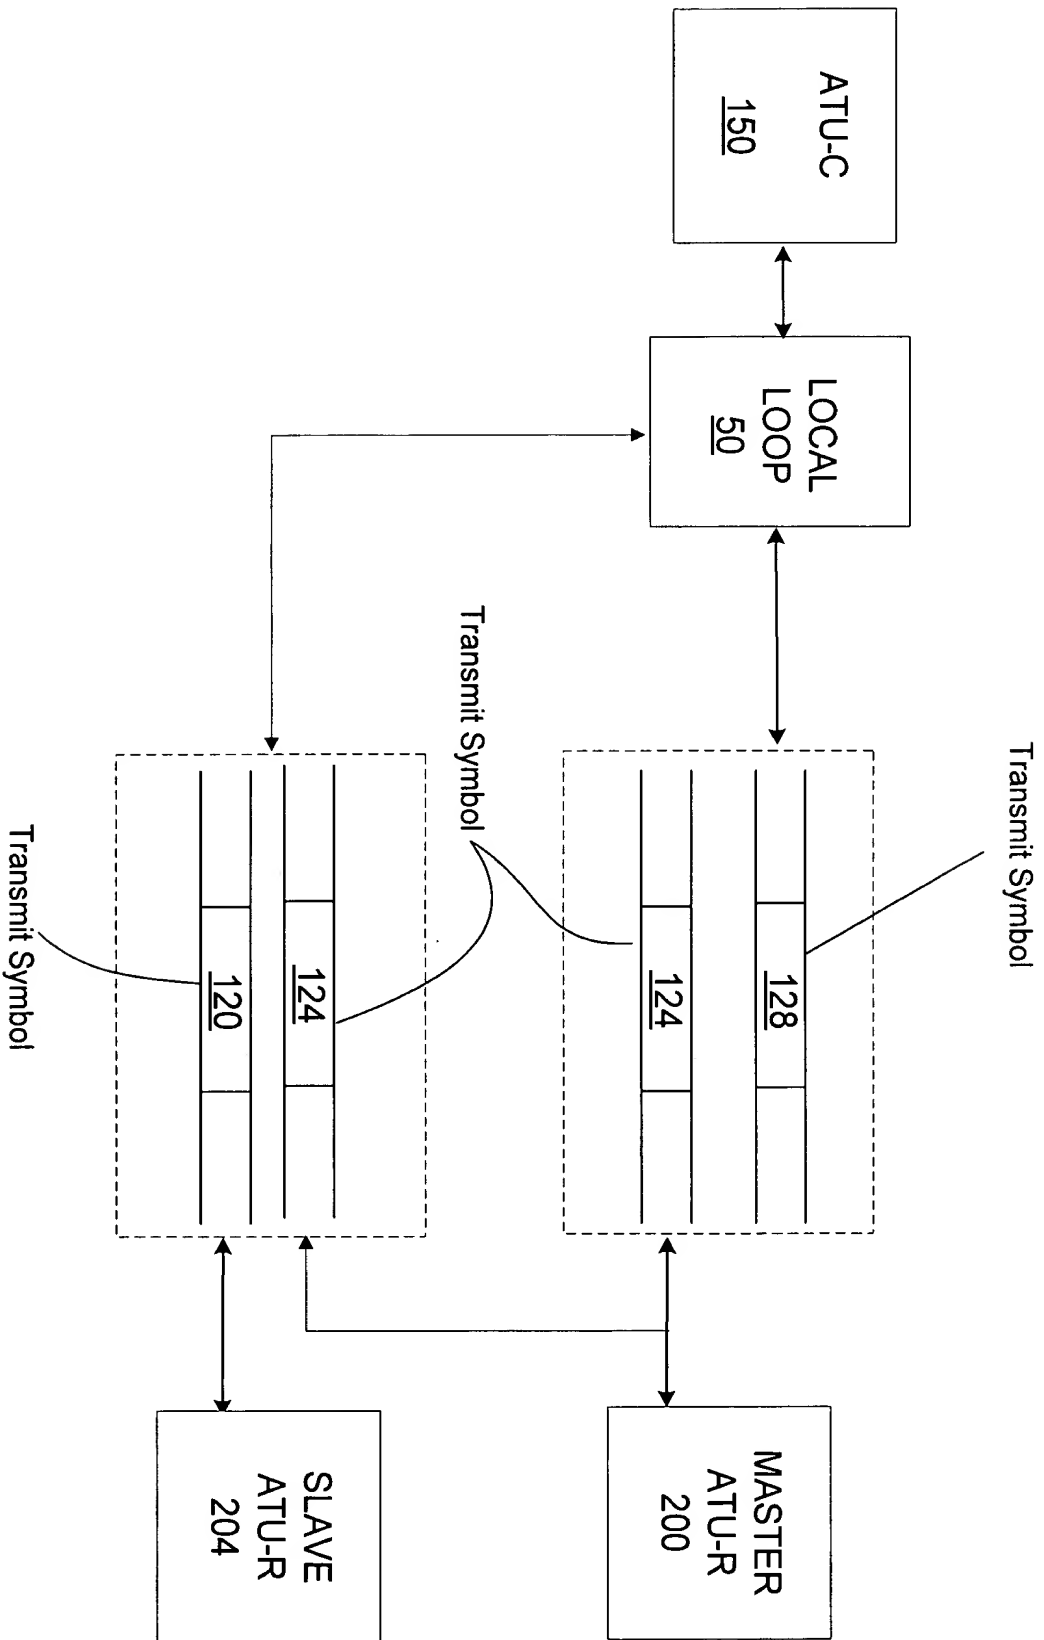 Transmit Symbol
ATU-C
150
LOCAL
LOOP
50
128
124
MASTER
ATU-R
200
Transmit Symbol
124
120
SLAVE
ATU-R
204
Transmit Symbol